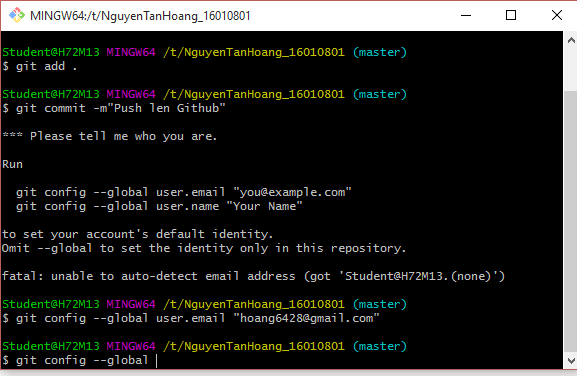 MINGW64:/t/NguyenTanHoang_16010801
Student@H72M13 MINGW64 /t/NguyenTanHoang_16010801 (master)
$ git add .
Student@H72M13 MINGW64 /t/NguyenTanHoang_16010801 (master)
$ git commit -m"Push len Github"
*** Please tell me who you are.
Run
git config --global user.email "you@example.com"
git config --global user.name "Your Name"
to set your account's default identity.
Omit --global to set the identity only in this repository.
fatal: unable to auto-detect email address (got 'Student@H72M13.(none)')
Student@H72M13 MINGW64 /t/NguyenTanHoang_16010801 (master)
$ git config --global user.email "hoang6428@gmail.com"
Student@H72M13 MINGW64 /t/NguyenTanHoang_16010801 (master)
$ git config --global